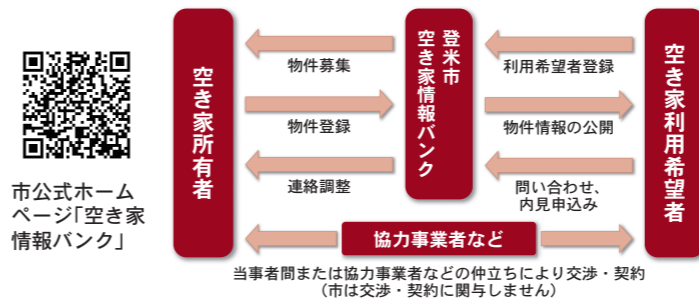 市公式ホーム
ページ「空き家
情報バンク」
空き家所有者
物件募集
物件登録
連絡調整
登米市
空き家情報バンク
利用希望者登録
物件情報の公開
問い合わせ、
内見申込み
空き家利用希望者
協力事業者など
当事者間または協力事業者などの仲立ちにより交渉・契約
（市は交渉・契約に関与しません）